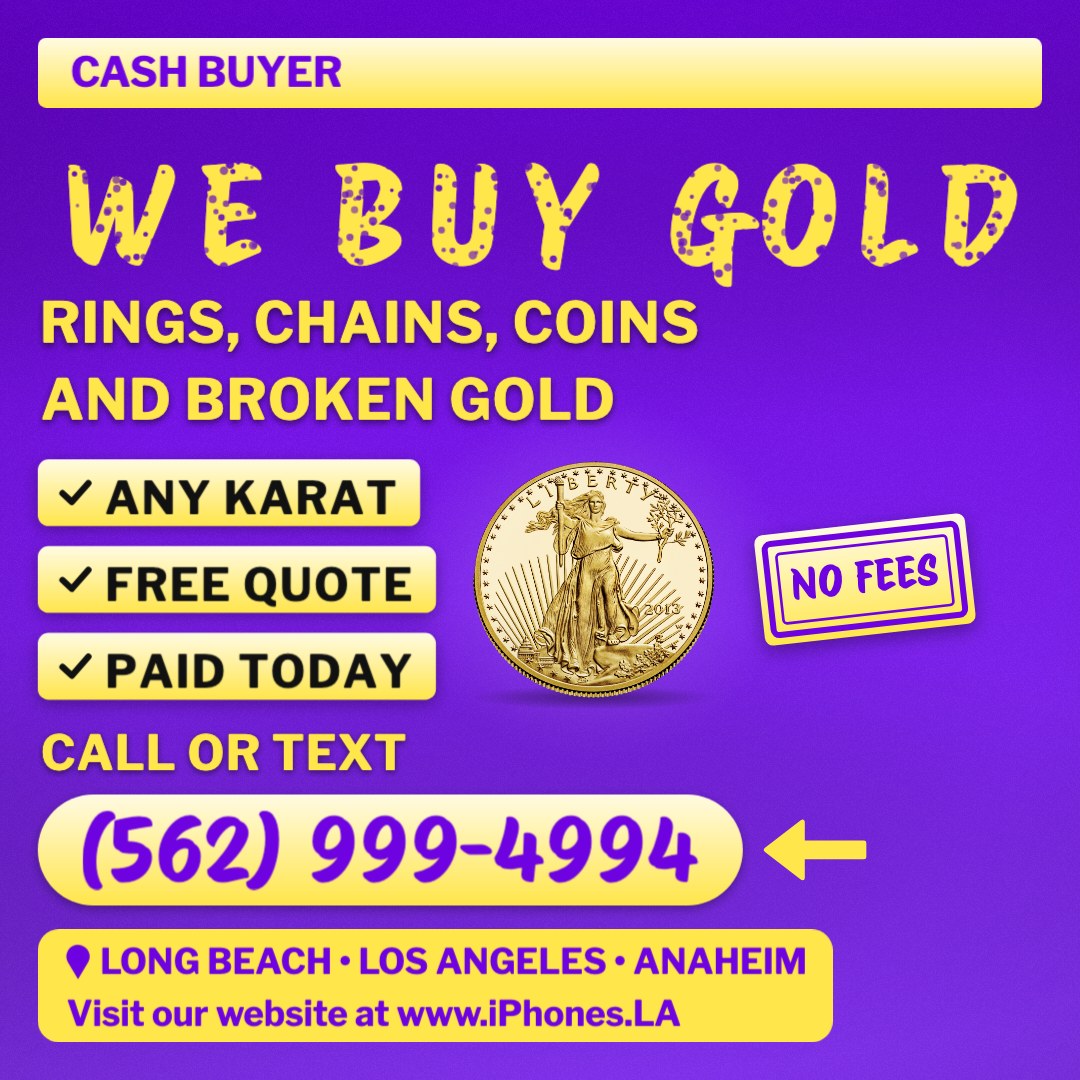 CASH BUYER
WE BUY GOLD
RINGS, CHAINS, COINS
AND BROKEN GOLD
✓ ANY KARAT
✓ FREE QUOTE
✓ PAID TODAY
LIBERTY
2013
NO FEES
CALL OR TEXT
(562) 999-4994
LONG BEACH • LOS ANGELES • ANAHEIM
Visit our website at www.iPhones.LA